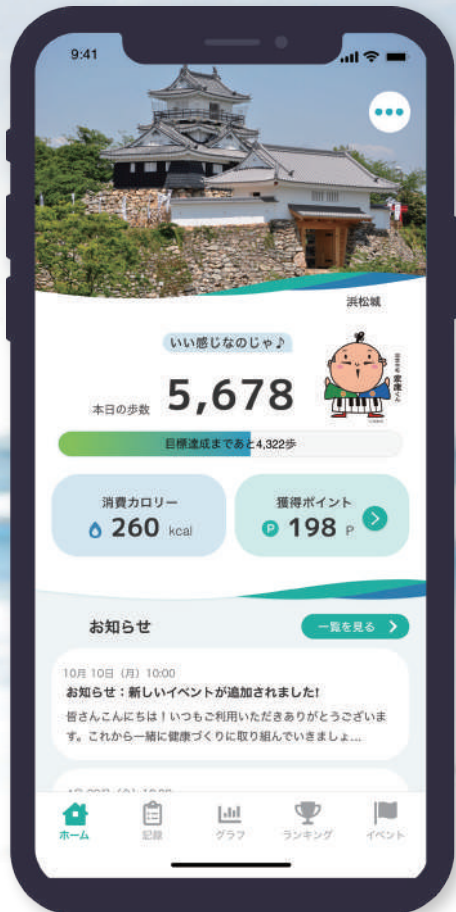 9:41
浜松城
いい感じなのじゃ♪
本日の歩数 5,678
出世大名 家康くん
目標達成まであと4,322歩
消費カロリー
260 kcal
獲得ポイント
P 198 P
お知らせ
一覧を見る
10月 10日（月）10:00
お知らせ：新しいイベントが追加されました!
皆さんこんにちは！いつもご利用いただきありがとうございま
す。これから一緒に健康づくりに取り組んでいきましょ...
ホーム
記録
グラフ
ランキング
イベント